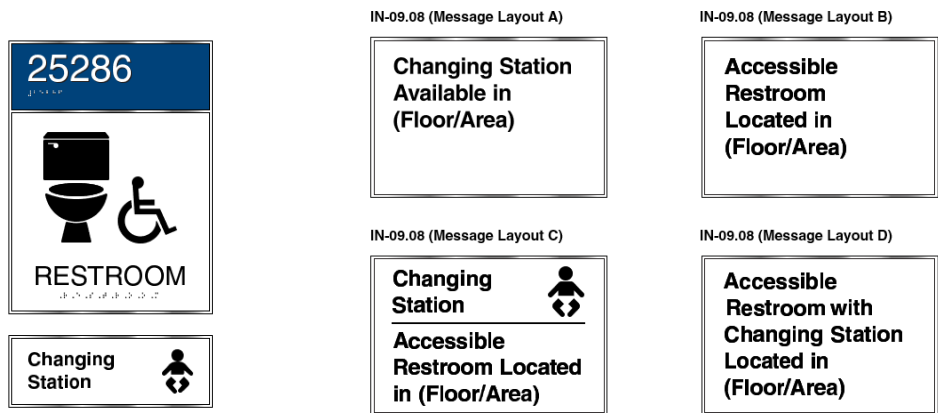 25286
RESTROOM
Changing
Station
IN-09.08 (Message Layout A)
Changing Station
Available in
(Floor/Area)
IN-09.08 (Message Layout B)
Accessible
Restroom
Located in
(Floor/Area)
IN-09.08 (Message Layout C)
Changing
Station
Accessible
Restroom Located
in (Floor/Area)
IN-09.08 (Message Layout D)
Accessible
Restroom with
Changing Station
Located in
(Floor/Area)